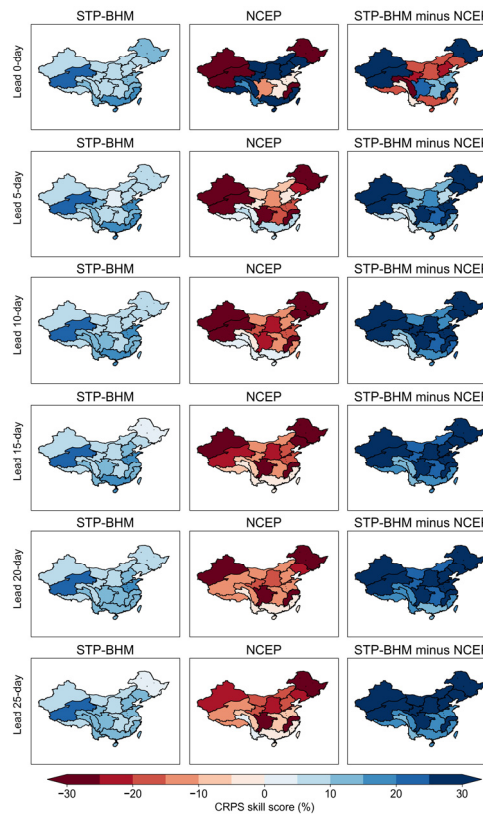 STP-BHM NCEP STP-BHM minus NCEP
Lead 0-day
STP-BHM NCEP STP-BHM minus NCEP
Lead 5-day
STP-BHM NCEP STP-BHM minus NCEP
Lead 10-day
STP-BHM NCEP STP-BHM minus NCEP
Lead 15-day
STP-BHM NCEP STP-BHM minus NCEP
Lead 20-day
STP-BHM NCEP STP-BHM minus NCEP
Lead 25-day
−30 −20 −10 0 10 20 30
CRPS skill score (%)